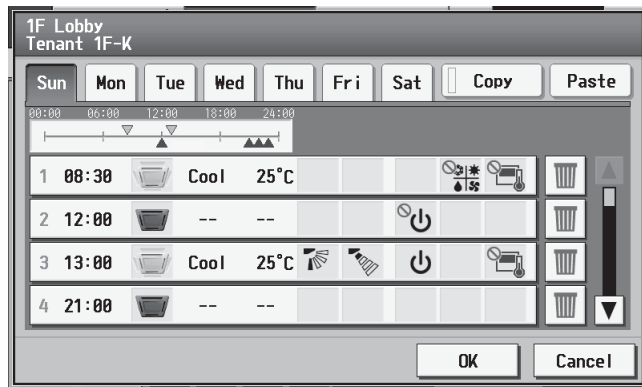 1F Lobby
Tenant 1F-K
Sun Mon Tue Wed Thu Fri Sat Copy Paste
00:00 06:00 12:00 18:00 24:00
1 08:30 Cool 25°C
2 12:00 -- --
3 13:00 Cool 25°C
4 21:00 -- --
OK Cancel